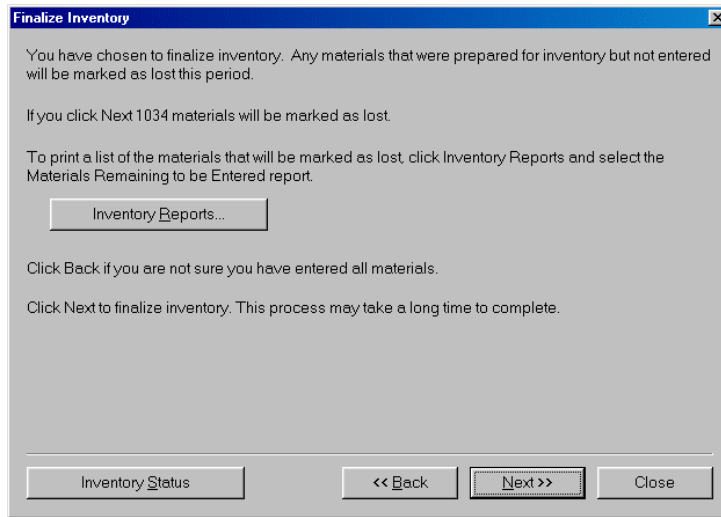 Finalize Inventory
You have chosen to finalize inventory. Any materials that were prepared for inventory but not entered
will be marked as lost this period.
If you click Next 1034 materials will be marked as lost.
To print a list of the materials that will be marked as lost, click Inventory Reports and select the
Materials Remaining to be Entered report.
Inventory Reports...
Click Back if you are not sure you have entered all materials.
Click Next to finalize inventory. This process may take a long time to complete.
Inventory Status
<< Back
Next >>
Close